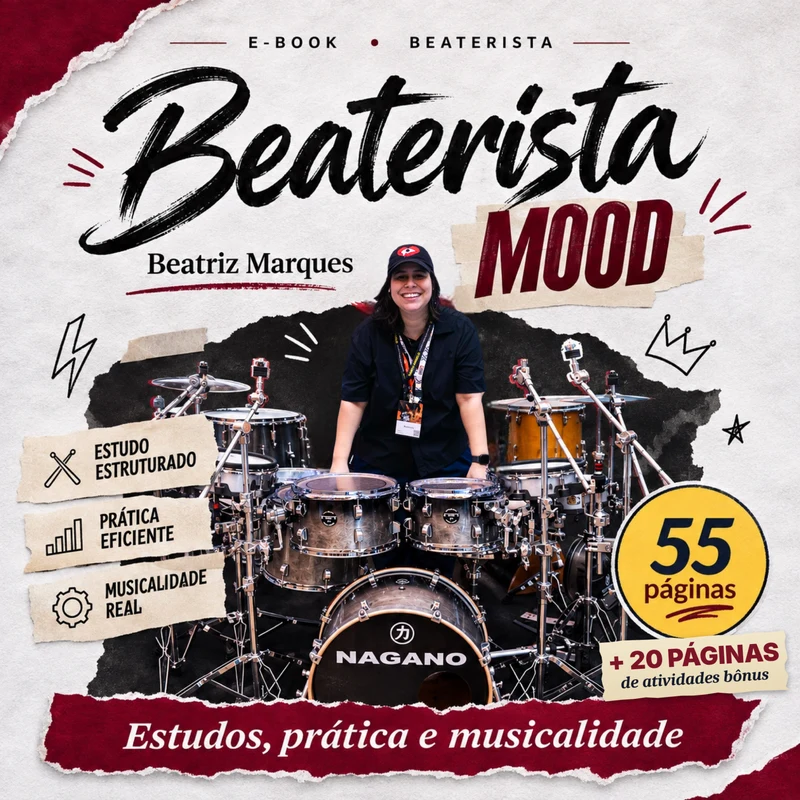 E-BOOK • BEATERISTA
Beaterista
MOOD
Beatriz Marques
ESTUDO
ESTRUTURADO
PRÁTICA
EFICIENTE
MUSICALIDADE
REAL
55
páginas
+ 20 PÁGINAS
de atividades bônus
力
NAGANO
Estudos, prática e musicalidade